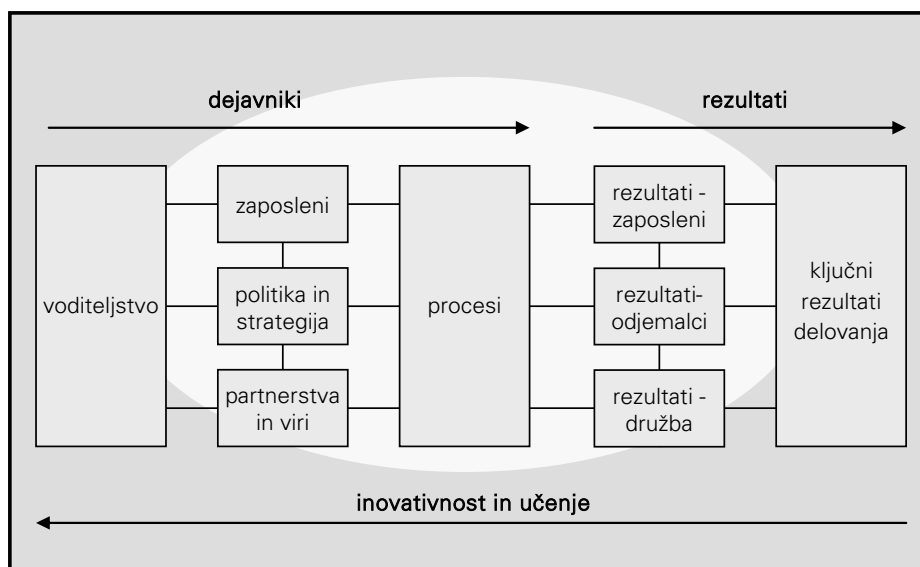 dejavniki
rezultati
voditeljstvo
zaposleni
politika in
strategija
partnerstva
in viri
procesi
rezultati -
zaposleni
rezultati-
odjemalci
rezultati -
družba
ključni
rezultati
delovanja
inovativnost in učenje